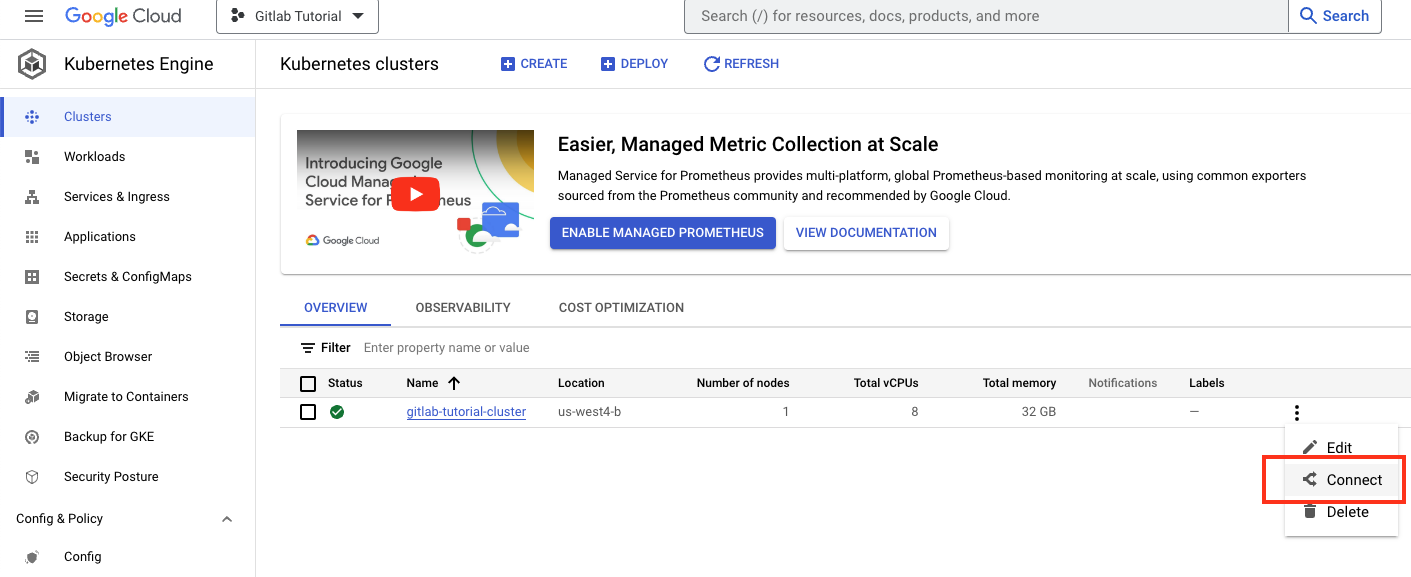 Google Cloud
Gitlab Tutorial
Search (/) for resources, docs, products, and more
Search
Kubernetes Engine
Kubernetes clusters
CREATE
DEPLOY
REFRESH
Clusters
Workloads
Services & Ingress
Applications
Secrets & ConfigMaps
Storage
Object Browser
Migrate to Containers
Backup for GKE
Security Posture
Config & Policy
Config
Introducing Google
Cloud Manag
Service for P metheus
Google Cloud
Easier, Managed Metric Collection at Scale
Managed Service for Prometheus provides multi-platform, global Prometheus-based monitoring at scale, using common exporters
sourced from the Prometheus community and recommended by Google Cloud.
ENABLE MANAGED PROMETHEUS
VIEW DOCUMENTATION
OVERVIEW
OBSERVABILITY
COST OPTIMIZATION
Filter
Enter property name or value
Status Name Location Number of nodes Total vCPUs Total memory Notifications Labels
gitlab-tutorial-cluster us-west4-b 1 8 32 GB —
Edit
Connect
Delete